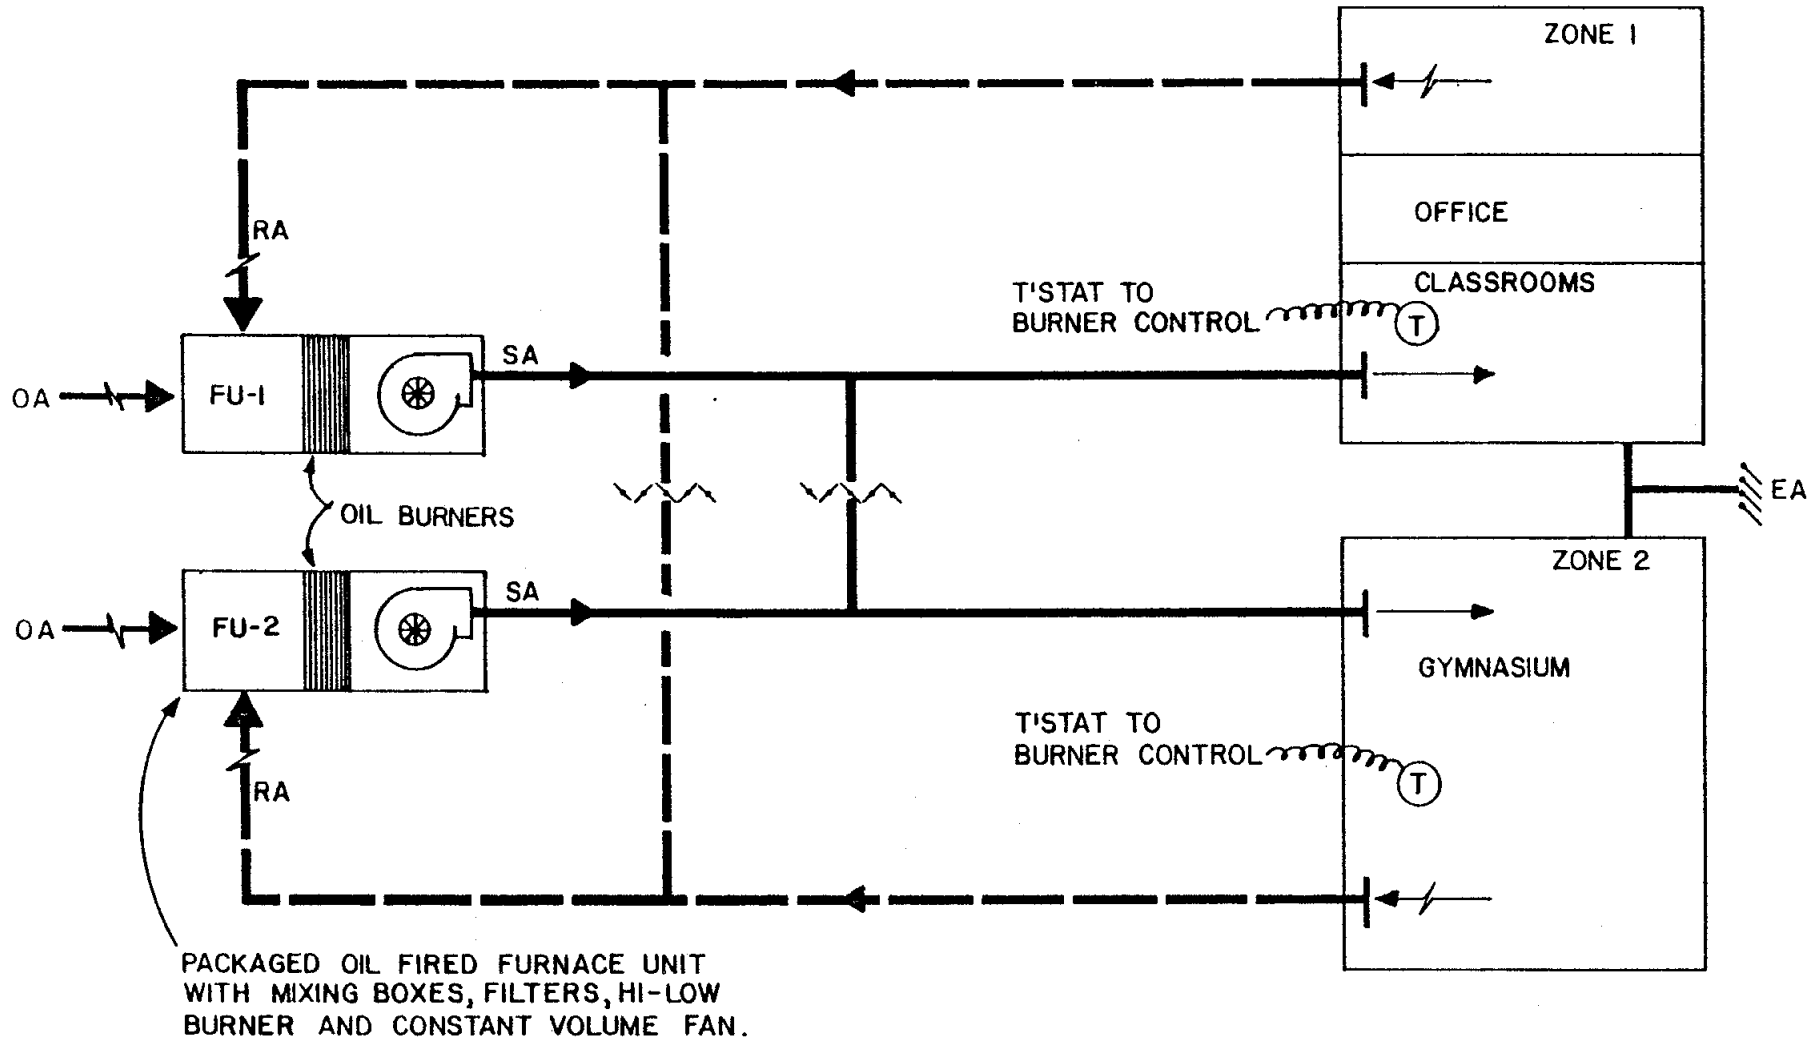 ZONE 1
OFFICE
CLASSROOMS
T'STAT TO
BURNER CONTROL
T
RA
SA
OA
FU-1
OIL BURNERS
EA
ZONE 2
SA
OA
FU-2
GYMNASIUM
T'STAT TO
BURNER CONTROL
T
RA
PACKAGED OIL FIRED FURNACE UNIT
WITH MIXING BOXES, FILTERS, HI-LOW
BURNER AND CONSTANT VOLUME FAN.